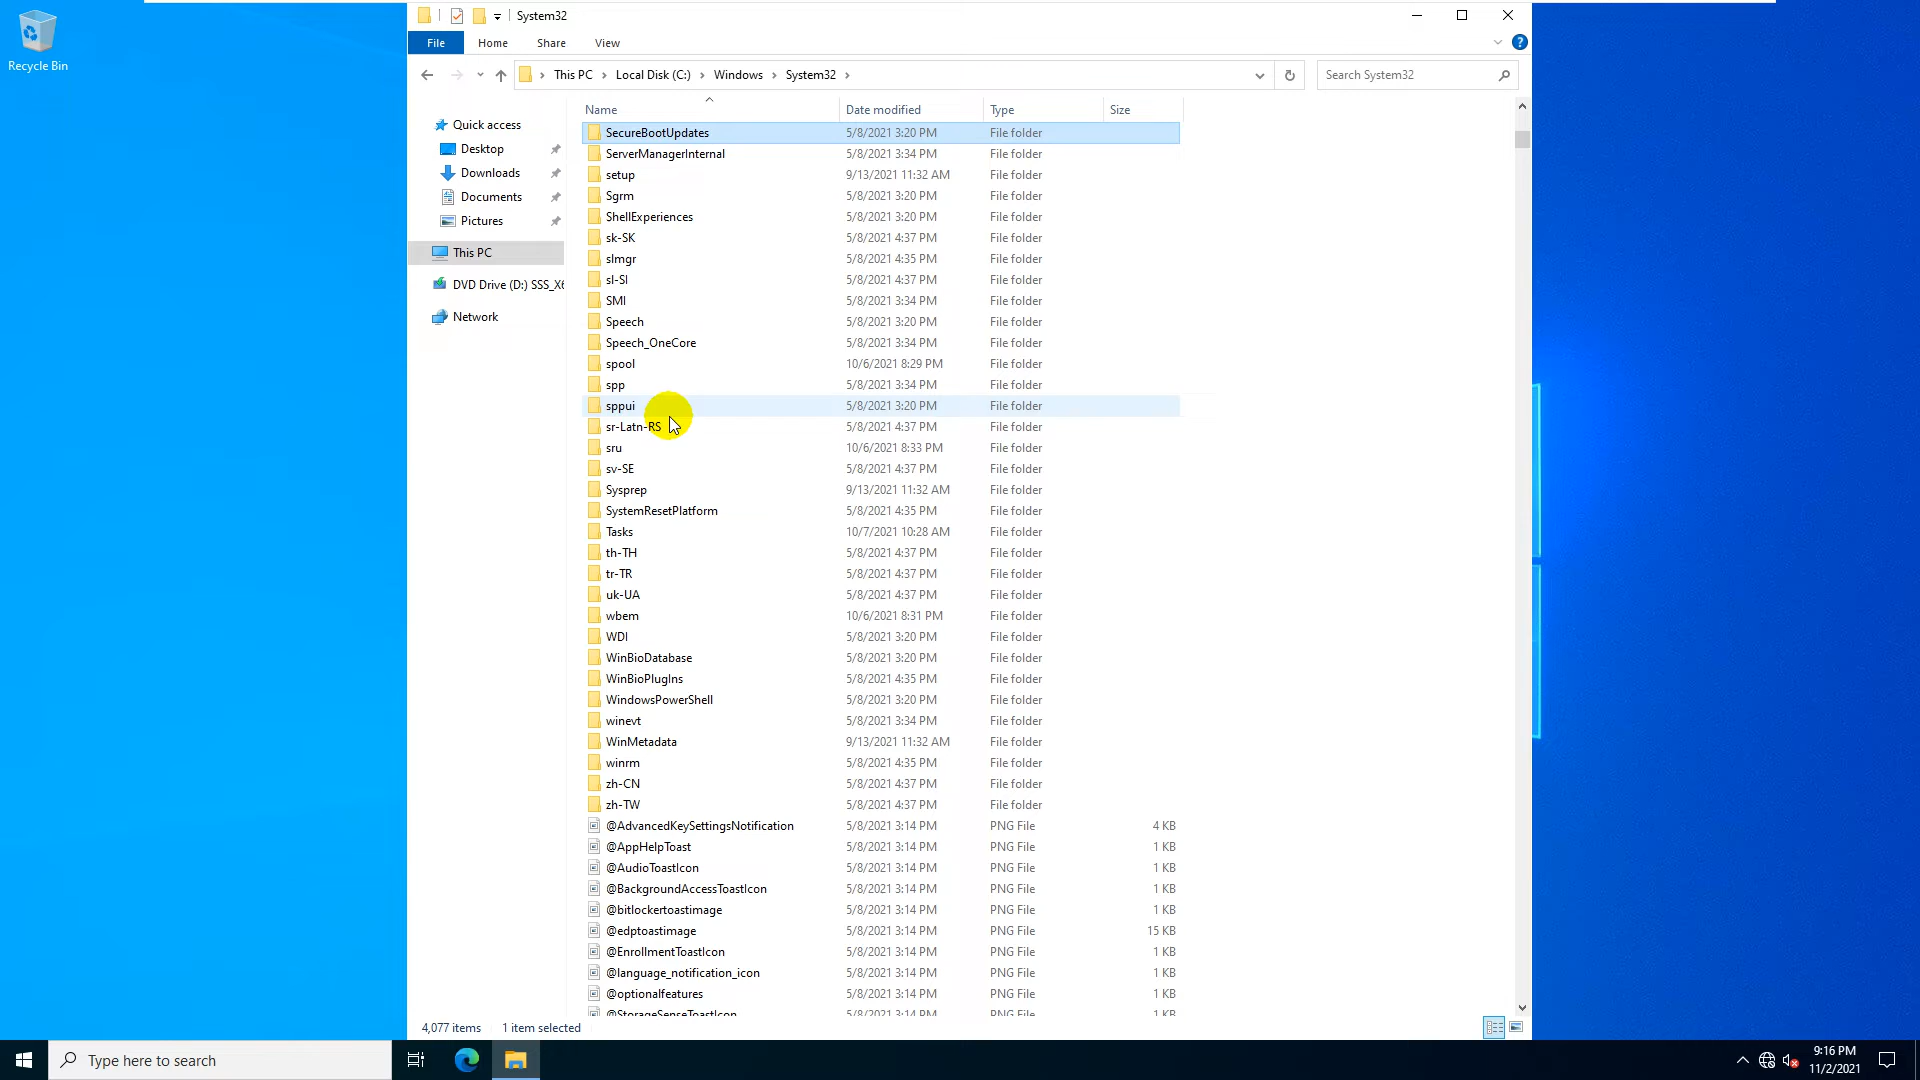 Recycle Bin
System32
File Home Share View
This PC Local Disk (C:) Windows System32
Search System32
Name Date modified Type Size
Quick access
Desktop
Downloads
Documents
Pictures
This PC
DVD Drive (D:) SSS_X6
Network
SecureBootUpdates 5/8/2021 3:20 PM File folder
ServerManagerInternal 5/8/2021 3:34 PM File folder
setup 9/13/2021 11:32 AM File folder
Sgrm 5/8/2021 3:20 PM File folder
ShellExperiences 5/8/2021 3:20 PM File folder
sk-SK 5/8/2021 4:37 PM File folder
slmgr 5/8/2021 4:35 PM File folder
sl-SI 5/8/2021 4:37 PM File folder
SMI 5/8/2021 3:34 PM File folder
Speech 5/8/2021 3:20 PM File folder
Speech_OneCore 5/8/2021 3:34 PM File folder
spool 10/6/2021 8:29 PM File folder
spp 5/8/2021 3:34 PM File folder
sppui 5/8/2021 3:20 PM File folder
sr-Latn-RS 5/8/2021 4:37 PM File folder
sru 10/6/2021 8:33 PM File folder
sv-SE 5/8/2021 4:37 PM File folder
Sysprep 9/13/2021 11:32 AM File folder
SystemResetPlatform 5/8/2021 4:35 PM File folder
Tasks 10/7/2021 10:28 AM File folder
th-TH 5/8/2021 4:37 PM File folder
tr-TR 5/8/2021 4:37 PM File folder
uk-UA 5/8/2021 4:37 PM File folder
wbem 10/6/2021 8:31 PM File folder
WDI 5/8/2021 3:20 PM File folder
WinBioDatabase 5/8/2021 3:20 PM File folder
WinBioPlugIns 5/8/2021 4:35 PM File folder
WindowsPowerShell 5/8/2021 3:20 PM File folder
winevt 5/8/2021 3:34 PM File folder
WinMetadata 9/13/2021 11:32 AM File folder
winrm 5/8/2021 4:35 PM File folder
zh-CN 5/8/2021 4:37 PM File folder
zh-TW 5/8/2021 4:37 PM File folder
@AdvancedKeySettingsNotification 5/8/2021 3:14 PM PNG File 4 KB
@AppHelpToast 5/8/2021 3:14 PM PNG File 1 KB
@AudioToastIcon 5/8/2021 3:14 PM PNG File 1 KB
@BackgroundAccessToastIcon 5/8/2021 3:14 PM PNG File 1 KB
@bitlockertoastimage 5/8/2021 3:14 PM PNG File 1 KB
@edptoastimage 5/8/2021 3:14 PM PNG File 15 KB
@EnrollmentToastIcon 5/8/2021 3:14 PM PNG File 1 KB
@language_notification_icon 5/8/2021 3:14 PM PNG File 1 KB
@optionalfeatures 5/8/2021 3:14 PM PNG File 1 KB
@StorageSenseToastIcon 5/8/2021 3:14 PM PNG File 1 KB
4,077 items 1 item selected
Type here to search
9:16 PM
11/2/2021